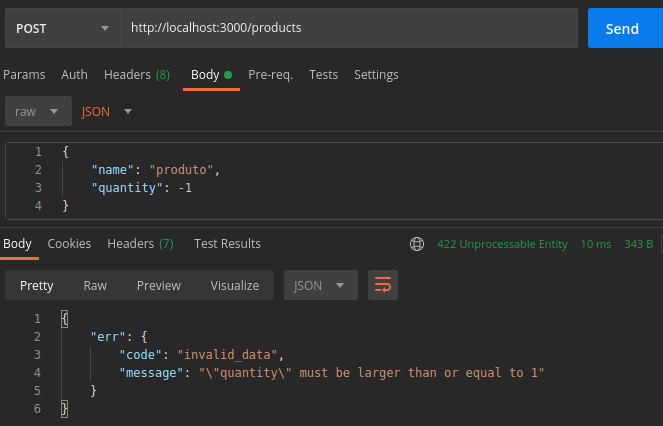 POST http://localhost:3000/products Send
Params Auth Headers (8) Body Pre-req. Tests Settings
raw JSON
1 {
2 "name": "produto",
3 "quantity": -1
4 }
Body Cookies Headers (7) Test Results 422 Unprocessable Entity 10 ms 343 B
Pretty Raw Preview Visualize JSON
1 {
2 "err": {
3 "code": "invalid_data",
4 "message": "\"quantity\" must be larger than or equal to 1"
5 }
6 }